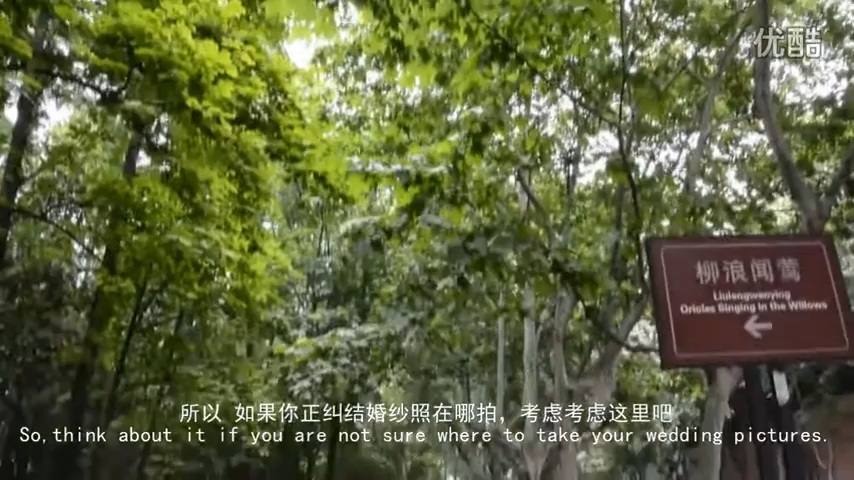 优酷
柳浪闻莺
Liulangwenying
Orioles Singing in the Willows
所以 如果你正纠结婚纱照在哪拍，考虑考虑这里吧
So,think about it if you are not sure where to take your wedding pictures.